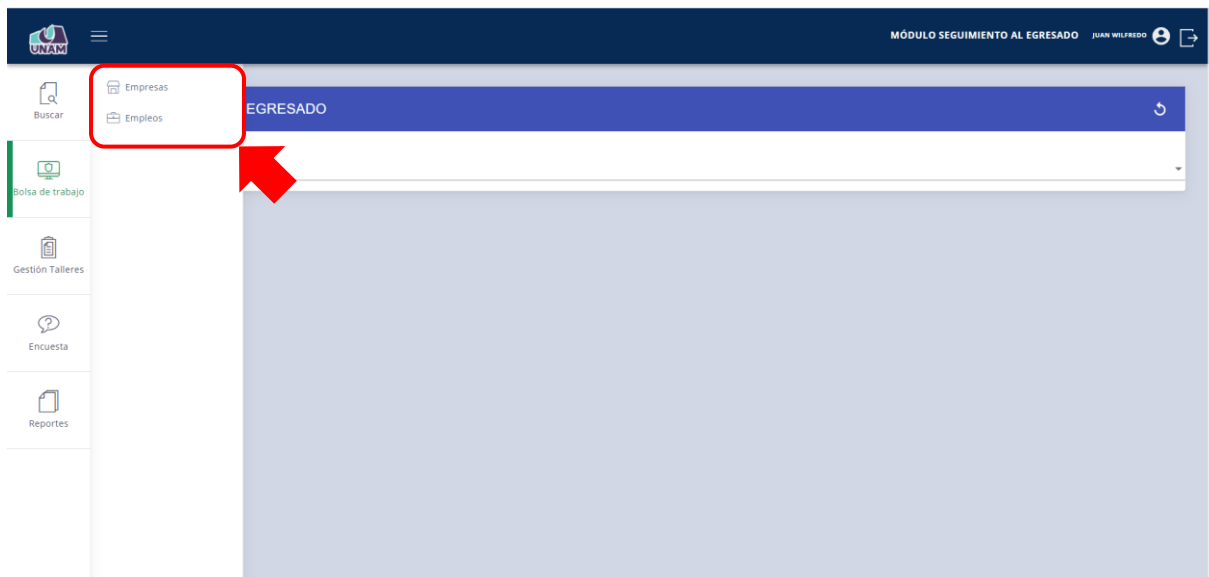 UNAM
MÓDULO SEGUIMIENTO AL EGRESADO JUAN WILFREDO
Buscar
Empresas
Empleos
EGRESADO
Bolsa de trabajo
Gestión Talleres
Encuesta
Reportes